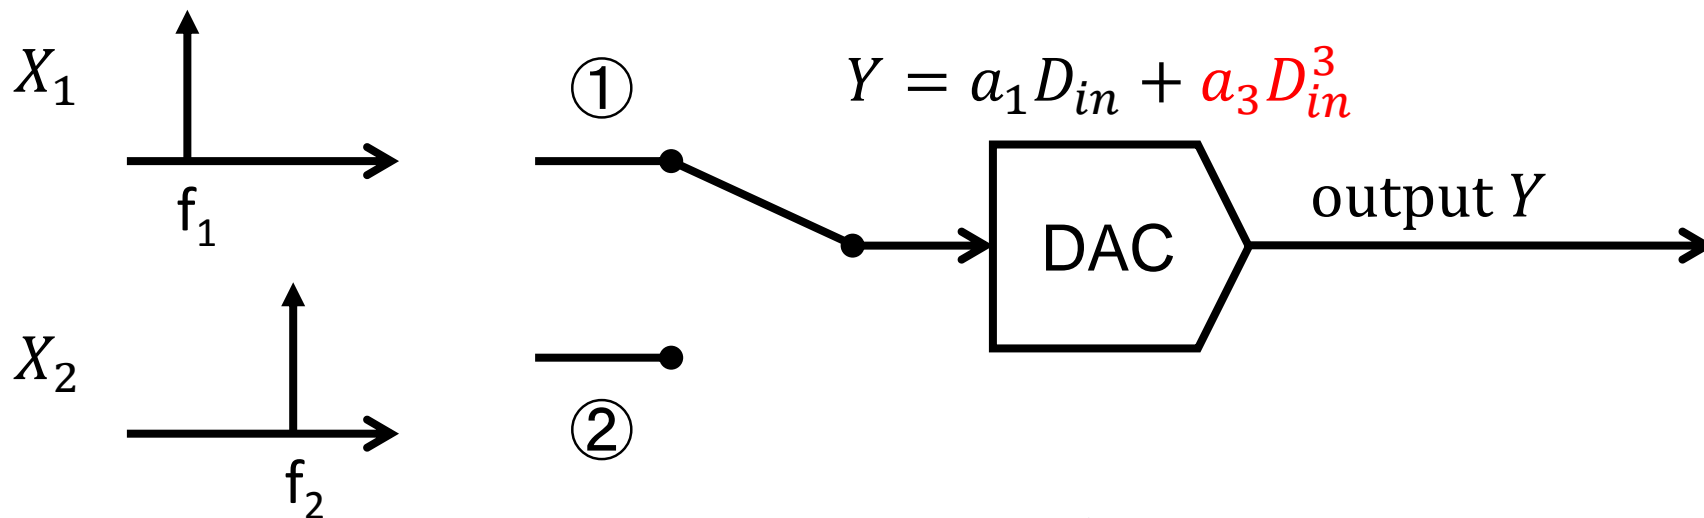 X₁
f₁
①
Y = a₁D_in + a₃D_in³
DAC
output Y
X₂
f₂
②